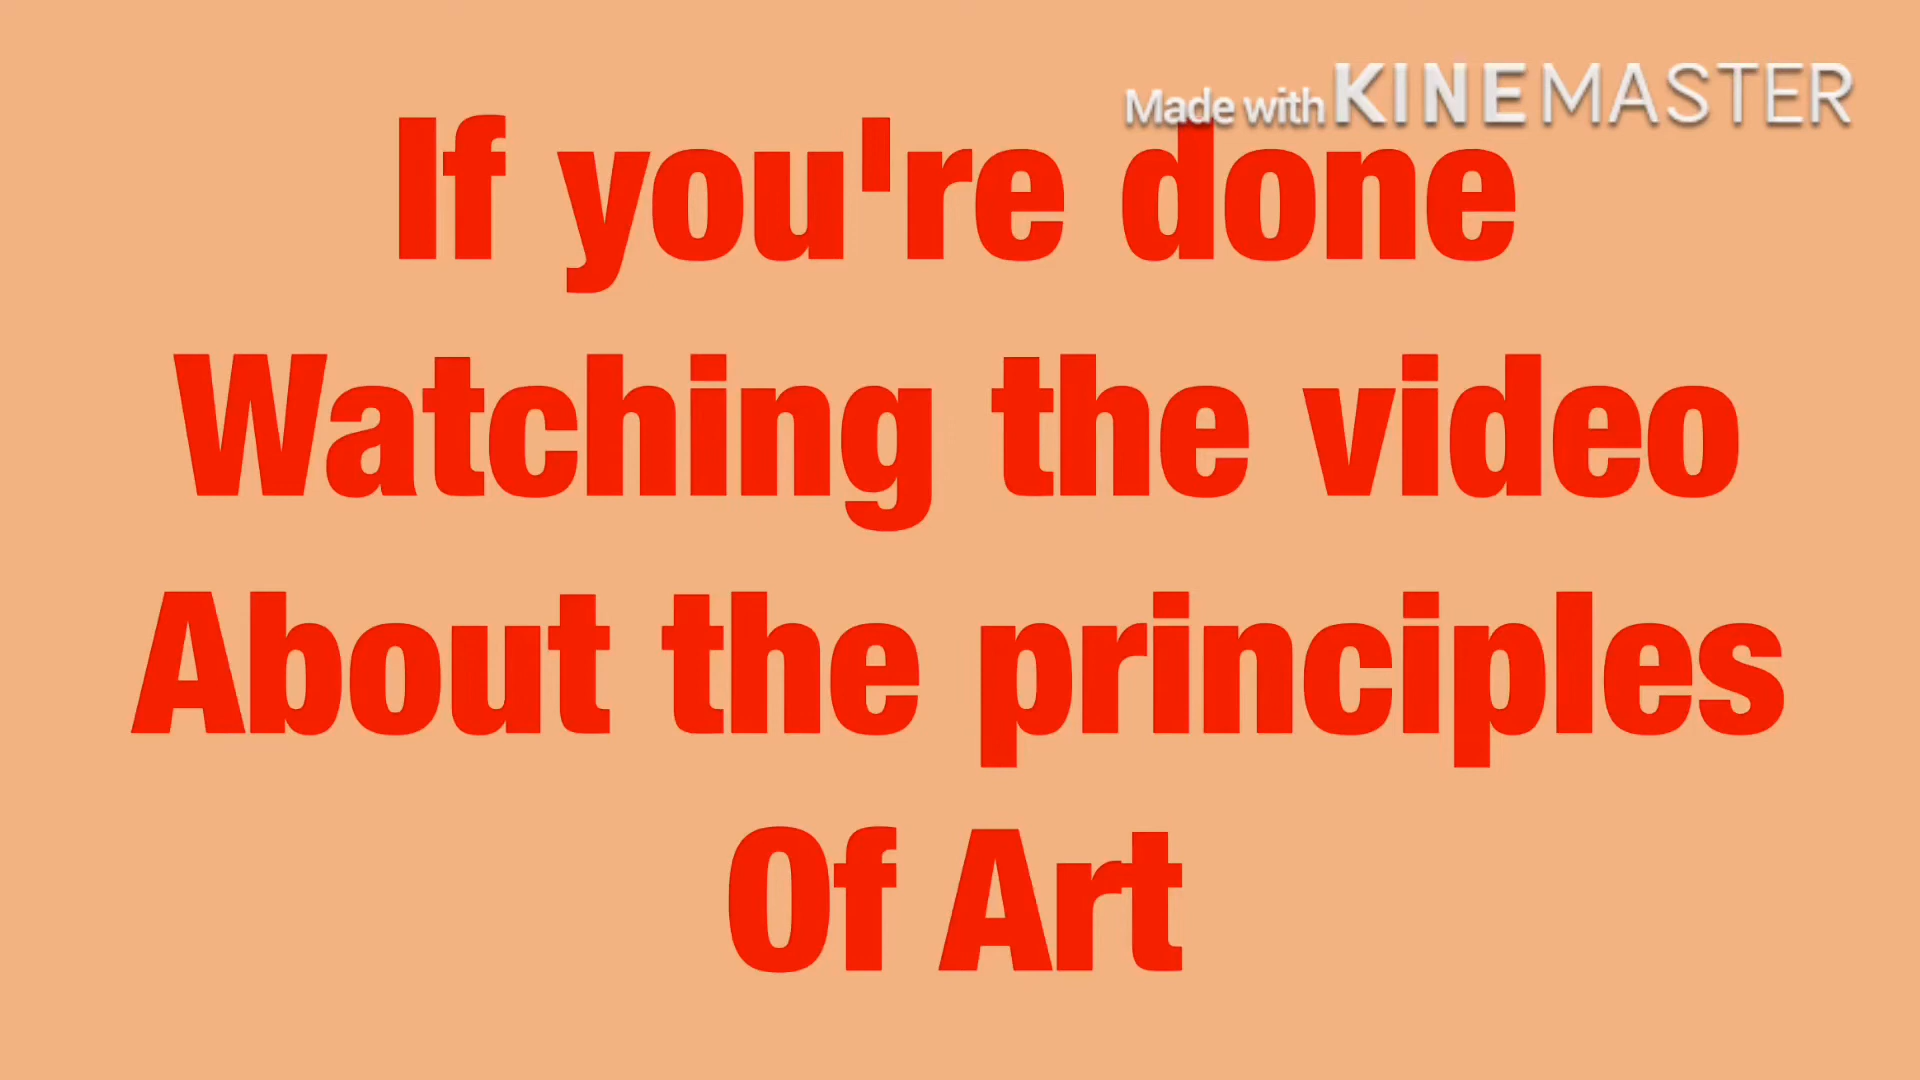 Made with KINEMASTER
If you're done
Watching the video
About the principles
Of Art